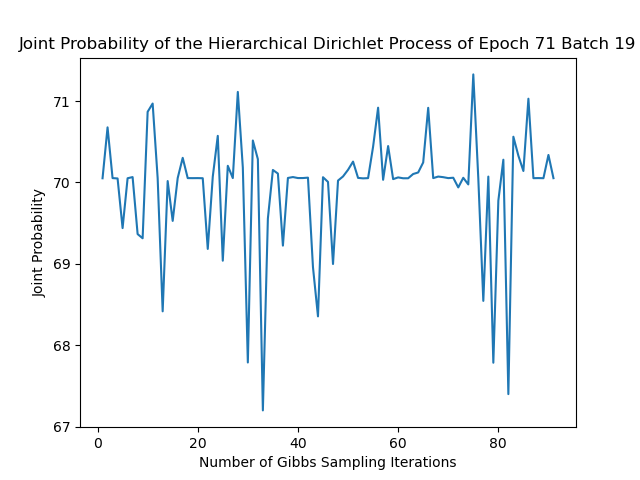 Joint Probability of the Hierarchical Dirichlet Process of Epoch 71 Batch 19
Joint Probability
71
70
69
68
67
0 20 40 60 80
Number of Gibbs Sampling Iterations